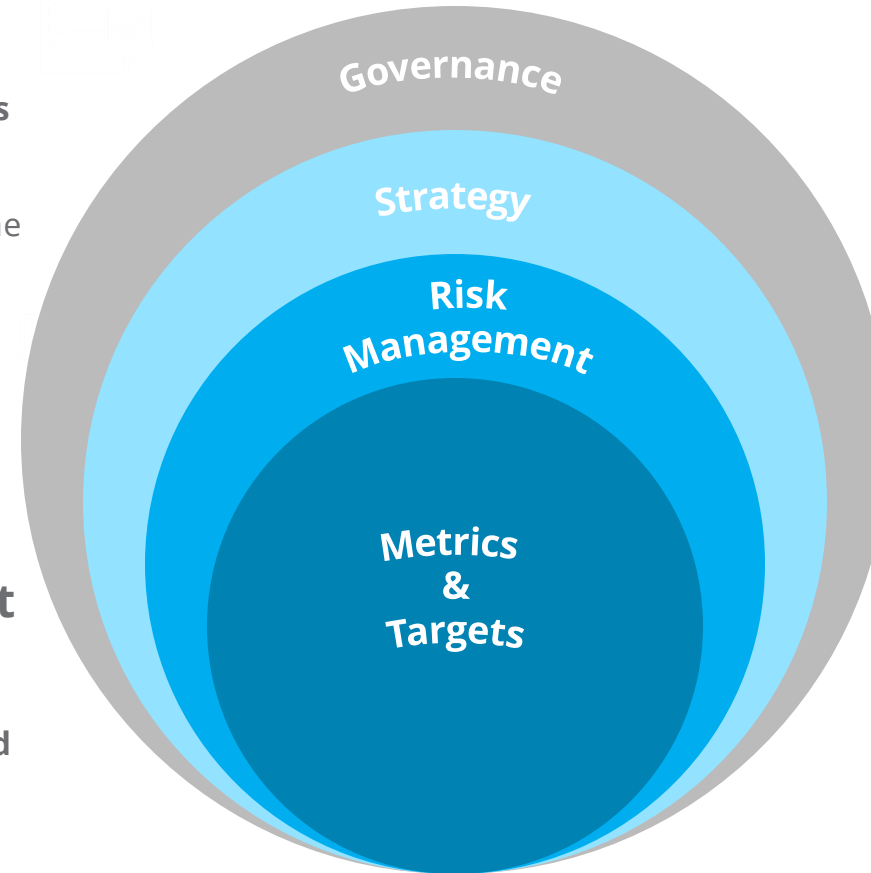 Governance
Strategy
Risk
Management
Metrics
&
Targets